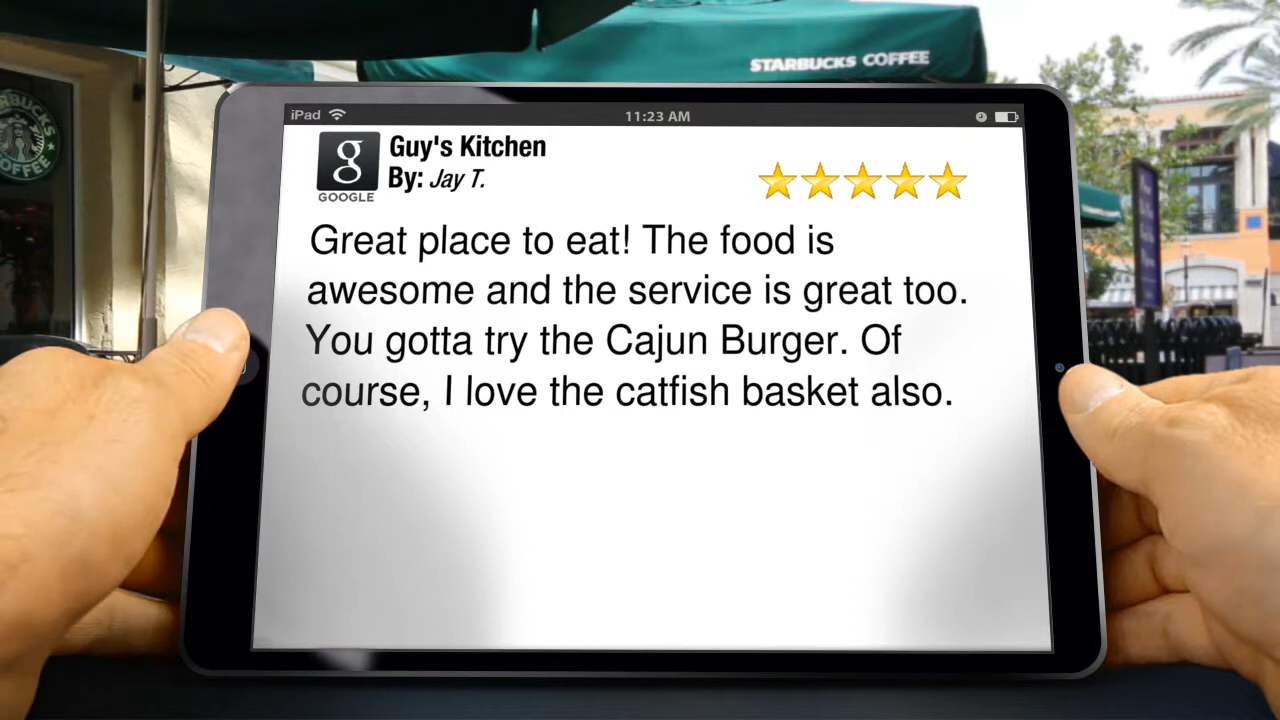 STARBUCKS COFFEE
iPad
11:23 AM
g
GOOGLE
Guy's Kitchen
By: Jay T.
Great place to eat! The food is
awesome and the service is great too.
You gotta try the Cajun Burger. Of
course, I love the catfish basket also.